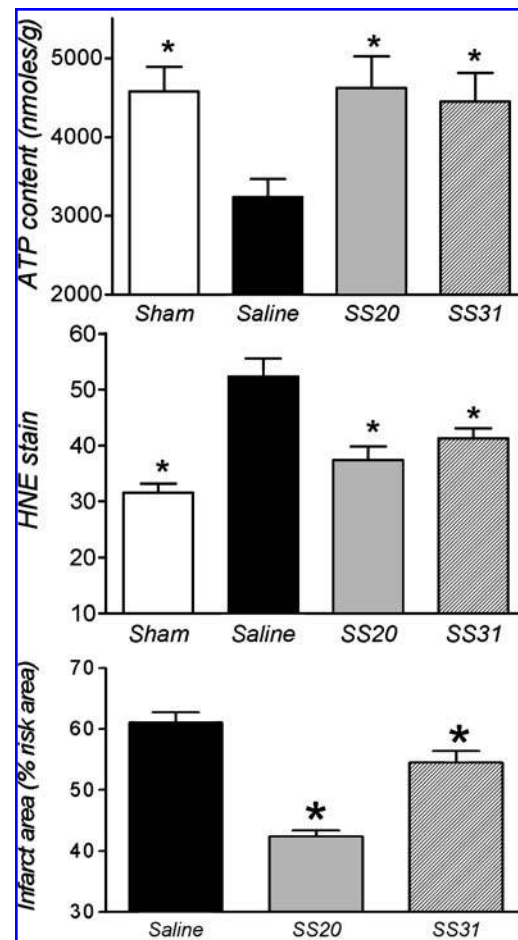 ATP content (nmoles/g)
5000
4000
3000
2000
* * *
Sham Saline SS20 SS31
HNE stain
60
50
40
30
20
10
* * *
Sham Saline SS20 SS31
Infarct area (% risk area)
70
60
50
40
30
* *
Saline SS20 SS31